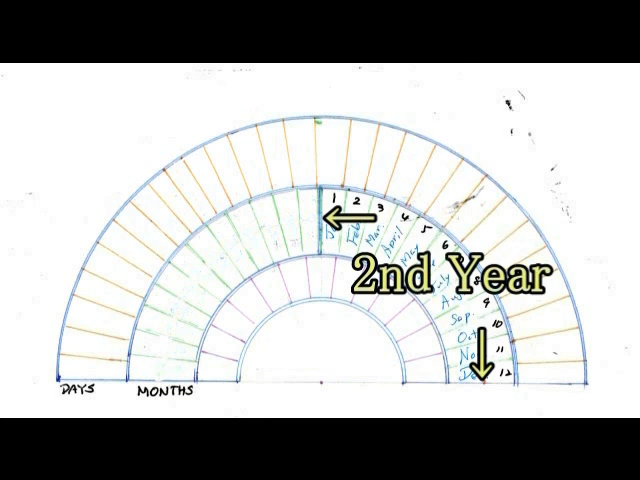 1
2
3
4
5
6
8
9
10
11
12
Feb
Mar.
April
May
Sep.
Oct
2nd Year
DAYS
MONTHS